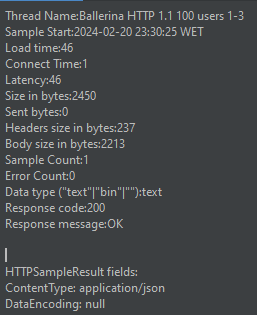 Thread Name:Ballerina HTTP 1.1 100 users 1-3
Sample Start:2024-02-20 23:30:25 WET
Load time:46
Connect Time:1
Latency:46
Size in bytes:2450
Sent bytes:0
Headers size in bytes:237
Body size in bytes:2213
Sample Count:1
Error Count:0
Data type ("text"|"bin"|""):text
Response code:200
Response message:OK
HTTPSampleResult fields:
ContentType: application/json
DataEncoding: null